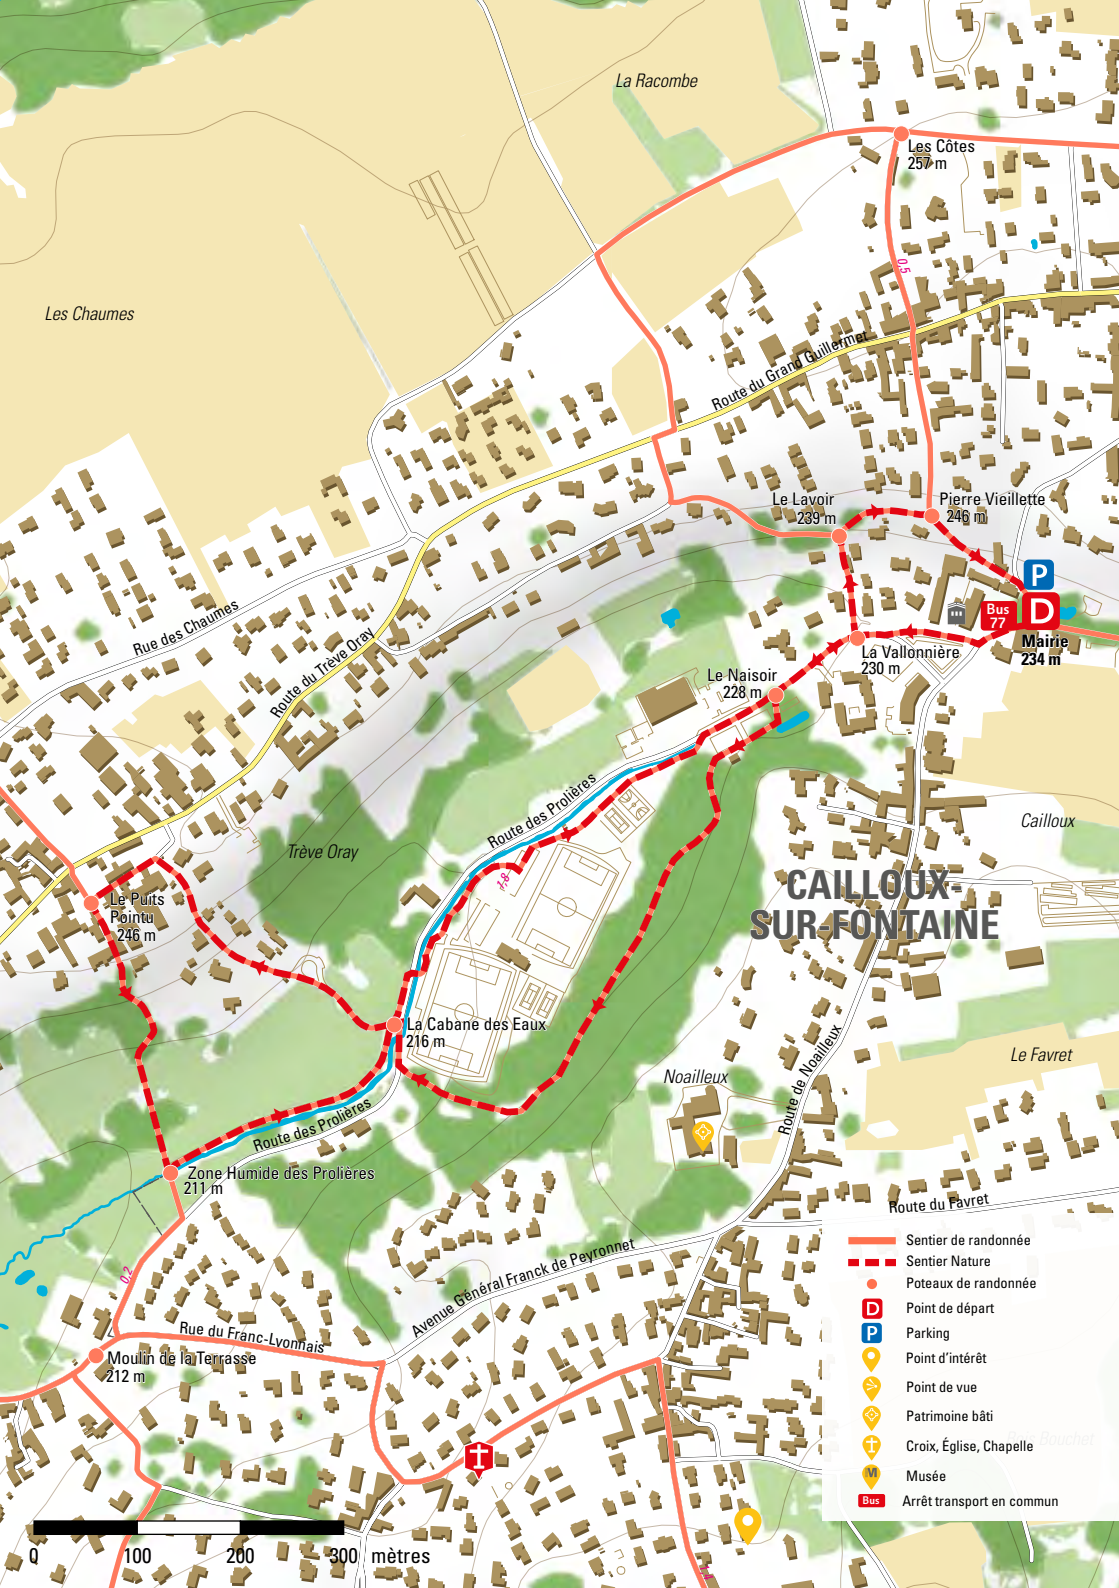 La Racombe
Les Côtes
257 m
0,5
Les Chaumes
Route du Grand Guillermet
Le Lavoir
239 m
Pierre Vieillette
246 m
P
Bus
77
D
Mairie
234 m
Rue des Chaumes
Route du Trève Oray
La Vallonnière
230 m
Le Naisoir
228 m
Route des Prolières
Cailloux
Trève Oray
1,8
CAILLOUX-
SUR-FONTAINE
Le Puits
Pointu
246 m
La Cabane des Eaux
216 m
Route de Noailleux
Le Favret
Noailleux
Route des Prolières
Zone Humide des Prolières
211 m
Route du Favret
Avenue Général Franck de Peyronnet
0,2
Rue du Franc-Lyonnais
Moulin de la Terrasse
212 m
Sentier de randonnée
Sentier Nature
Poteaux de randonnée
D Point de départ
P Parking
Point d'intérêt
Point de vue
Patrimoine bâti
Croix, Église, Chapelle
M Musée
Bus Arrêt transport en commun
Bouchet
0 100 200 300 mètres